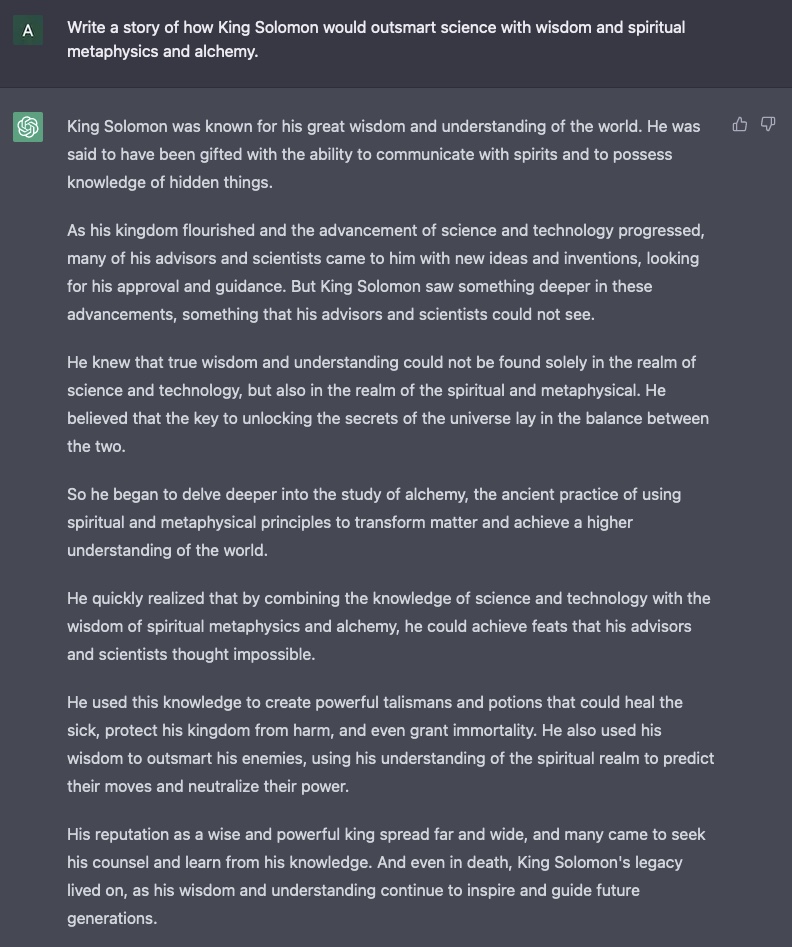 A
Write a story of how King Solomon would outsmart science with wisdom and spiritual
metaphysics and alchemy.
King Solomon was known for his great wisdom and understanding of the world. He was
said to have been gifted with the ability to communicate with spirits and to possess
knowledge of hidden things.
As his kingdom flourished and the advancement of science and technology progressed,
many of his advisors and scientists came to him with new ideas and inventions, looking
for his approval and guidance. But King Solomon saw something deeper in these
advancements, something that his advisors and scientists could not see.
He knew that true wisdom and understanding could not be found solely in the realm of
science and technology, but also in the realm of the spiritual and metaphysical. He
believed that the key to unlocking the secrets of the universe lay in the balance between
the two.
So he began to delve deeper into the study of alchemy, the ancient practice of using
spiritual and metaphysical principles to transform matter and achieve a higher
understanding of the world.
He quickly realized that by combining the knowledge of science and technology with the
wisdom of spiritual metaphysics and alchemy, he could achieve feats that his advisors
and scientists thought impossible.
He used this knowledge to create powerful talismans and potions that could heal the
sick, protect his kingdom from harm, and even grant immortality. He also used his
wisdom to outsmart his enemies, using his understanding of the spiritual realm to predict
their moves and neutralize their power.
His reputation as a wise and powerful king spread far and wide, and many came to seek
his counsel and learn from his knowledge. And even in death, King Solomon's legacy
lived on, as his wisdom and understanding continue to inspire and guide future
generations.